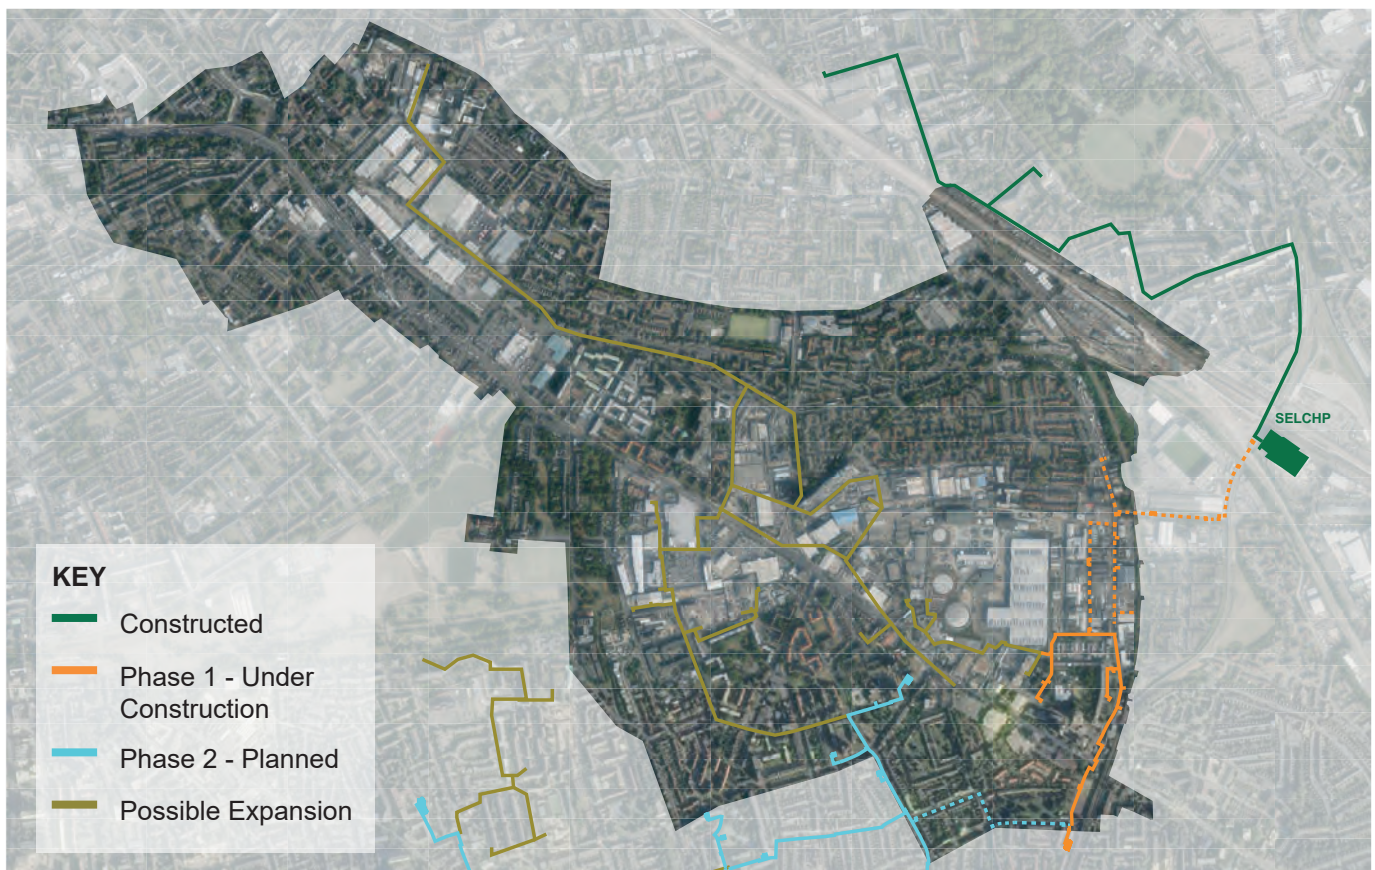 SELCHP
KEY
Constructed
Phase 1 - Under
Construction
Phase 2 - Planned
Possible Expansion